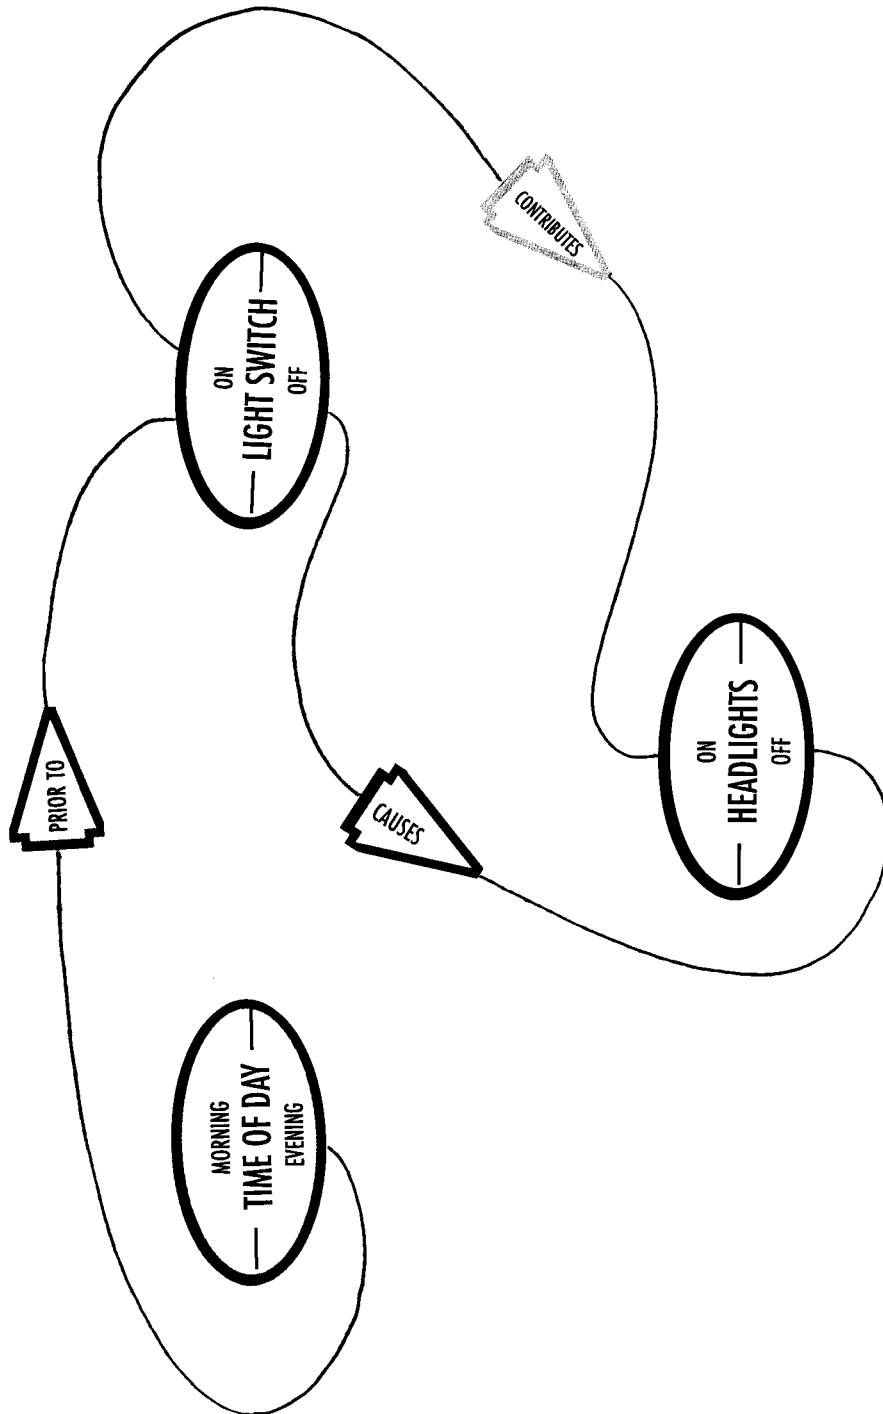 MORNING
TIME OF DAY
EVENING
PRIOR TO
ON
LIGHT SWITCH
OFF
CAUSES
CONTRIBUTES
ON
HEADLIGHTS
OFF